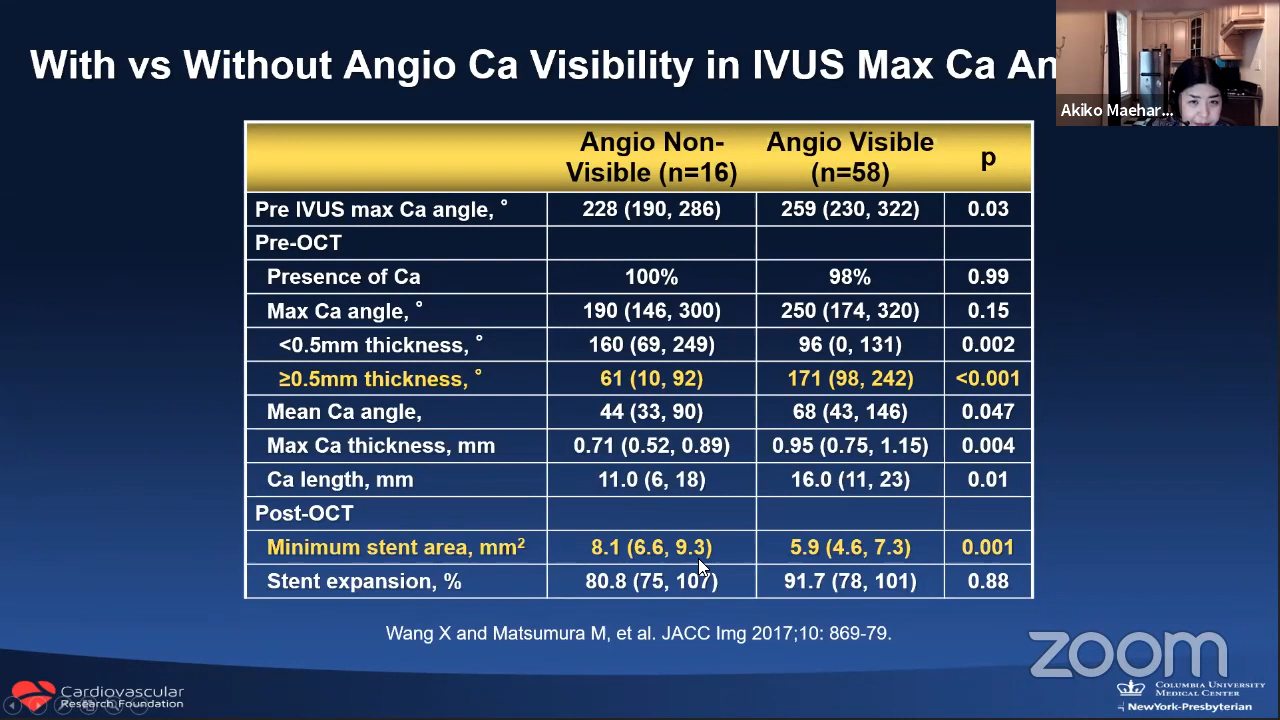 With vs Without Angio Ca Visibility in IVUS Max Ca An
Akiko Maehar...
Angio Non-
Visible (n=16)
Angio Visible
(n=58)
p
Pre IVUS max Ca angle, ° 228 (190, 286) 259 (230, 322) 0.03
Pre-OCT
Presence of Ca 100% 98% 0.99
Max Ca angle, ° 190 (146, 300) 250 (174, 320) 0.15
<0.5mm thickness, ° 160 (69, 249) 96 (0, 131) 0.002
≥0.5mm thickness, ° 61 (10, 92) 171 (98, 242) <0.001
Mean Ca angle, 44 (33, 90) 68 (43, 146) 0.047
Max Ca thickness, mm 0.71 (0.52, 0.89) 0.95 (0.75, 1.15) 0.004
Ca length, mm 11.0 (6, 18) 16.0 (11, 23) 0.01
Post-OCT
Minimum stent area, mm² 8.1 (6.6, 9.3) 5.9 (4.6, 7.3) 0.001
Stent expansion, % 80.8 (75, 107) 91.7 (78, 101) 0.88
Wang X and Matsumura M, et al. JACC Img 2017;10: 869-79.
zoom
Cardiovascular
Research Foundation
COLUMBIA UNIVERSITY
MEDICAL CENTER
NewYork-Presbyterian